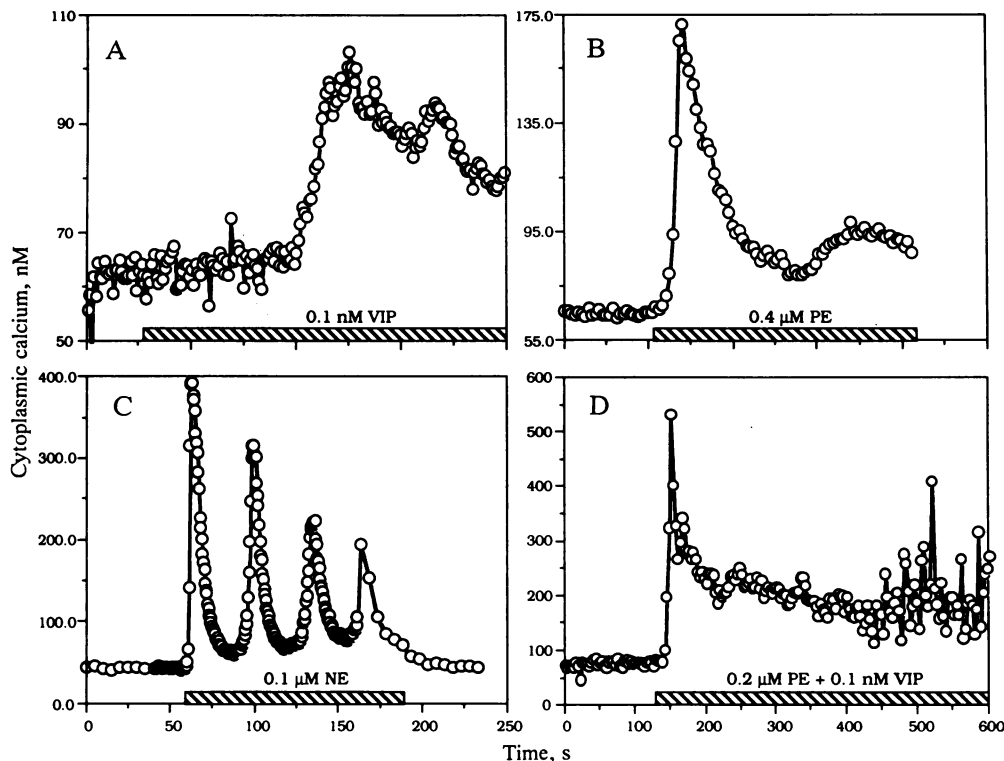 Cytoplasmic calcium, nM
A
110
90
70
50
0.1 nM VIP
B
175.0
135.0
95.0
55.0
0.4 µM PE
C
400.0
300.0
200.0
100.0
0.0
0.1 µM NE
0 50 100 150 200 250
D
600
500
400
300
200
100
0
0.2 µM PE + 0.1 nM VIP
0 100 200 300 400 500 600
Time, s